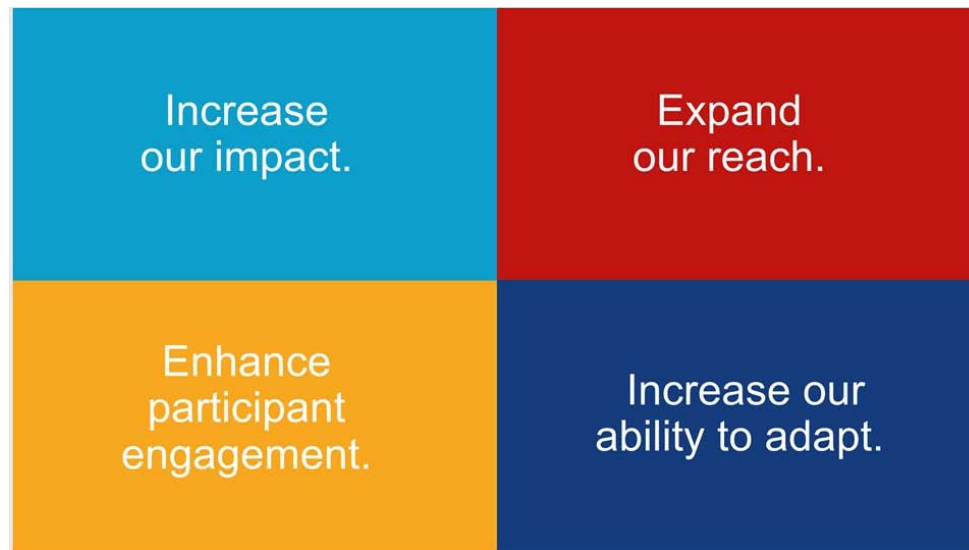 Increase
our impact.
Expand
our reach.
Enhance
participant
engagement.
Increase our
ability to adapt.